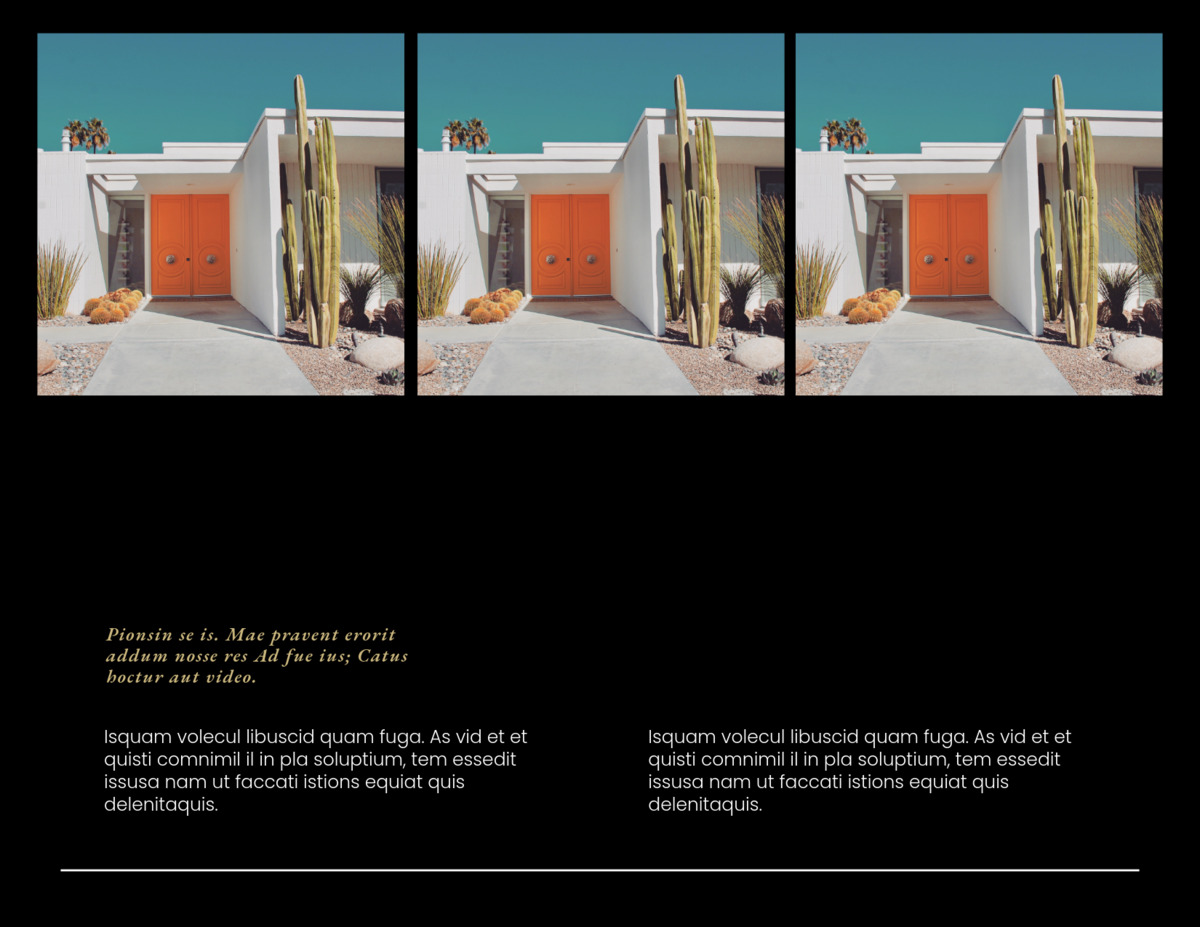 Pionsin se is. Mae pravent erorit
addum nosse res Ad fue ius; Catus
hoctur aut video.
Isquam volecul libuscid quam fuga. As vid et et
quisti comnimil il in pla soluptium, tem essedit
issusa nam ut faccati istions equiat quis
delenitaquis.
Isquam volecul libuscid quam fuga. As vid et et
quisti comnimil il in pla soluptium, tem essedit
issusa nam ut faccati istions equiat quis
delenitaquis.